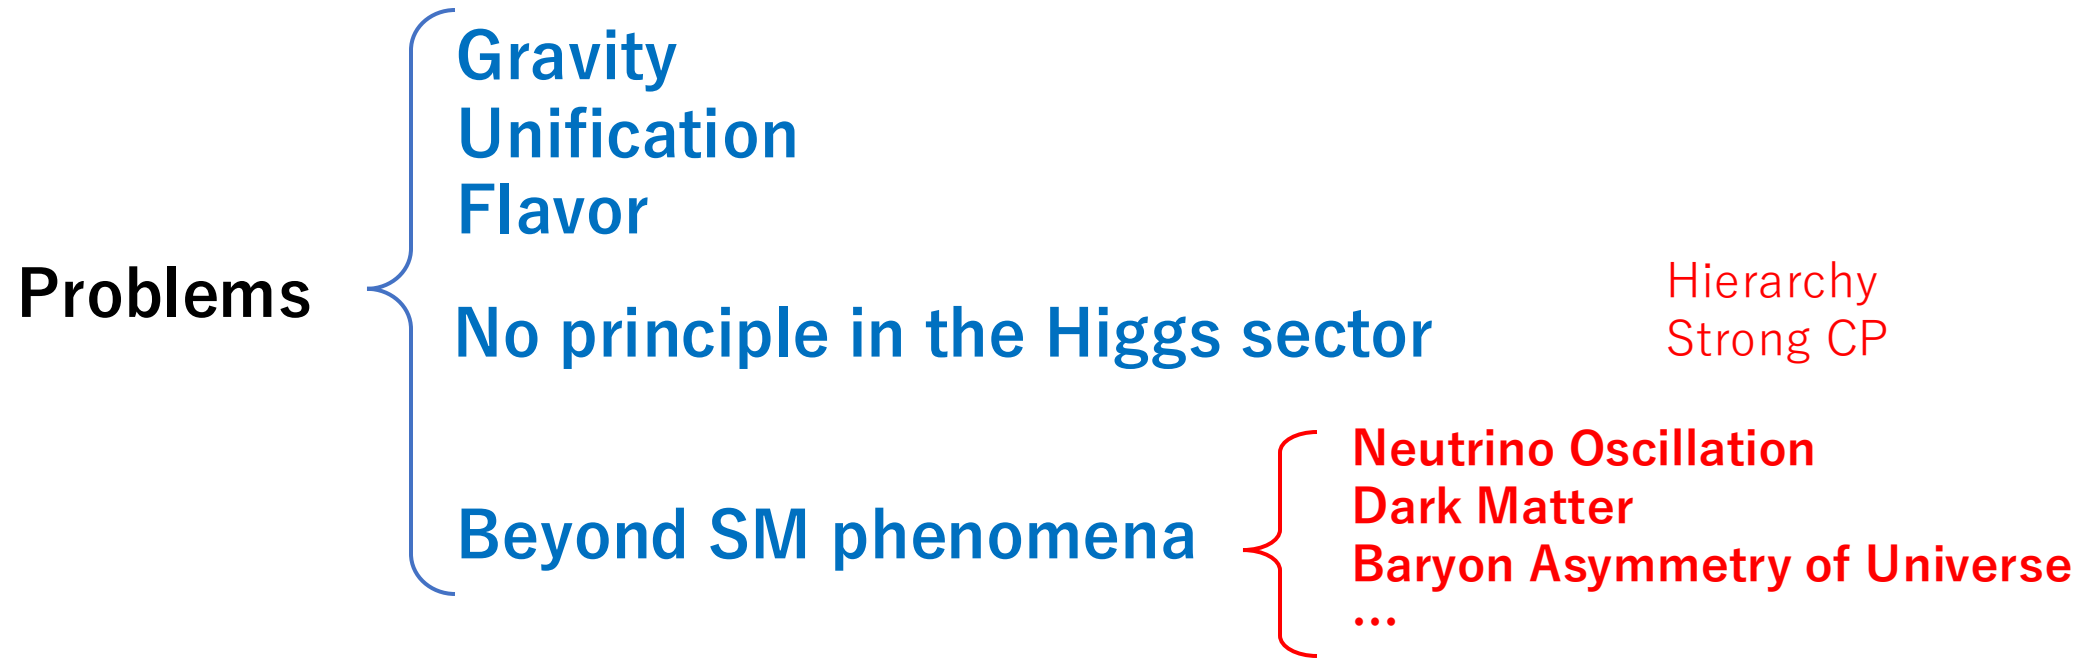 Problems
Gravity
Unification
Flavor
No principle in the Higgs sector
Hierarchy
Strong CP
Beyond SM phenomena
Neutrino Oscillation
Dark Matter
Baryon Asymmetry of Universe
...